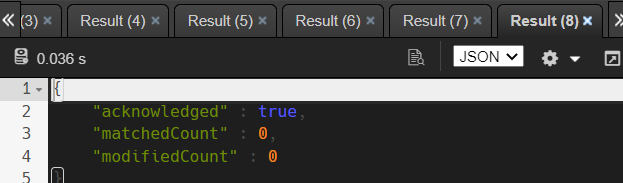 (3) × Result (4) × Result (5) × Result (6) × Result (7) × Result (8) ×
0.036 s JSON
1 {
2 "acknowledged" : true,
3 "matchedCount" : 0,
4 "modifiedCount" : 0
5 }